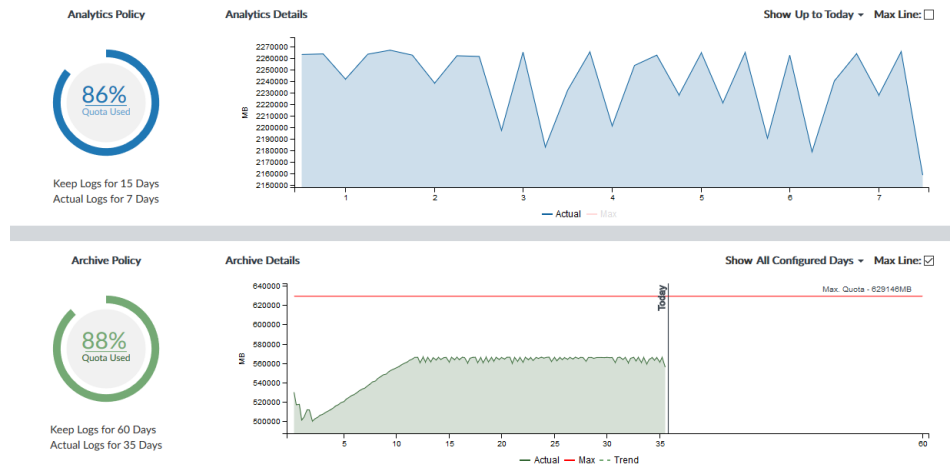 Analytics Policy
Analytics Details
Show Up to Today
Max Line:
86%
Quota Used
Keep Logs for 15 Days
Actual Logs for 7 Days
MB
2270000
2260000
2250000
2240000
2230000
2220000
2210000
2200000
2190000
2180000
2170000
2160000
2150000
1 2 3 4 5 6 7
Actual Max
Archive Policy
Archive Details
Show All Configured Days
Max Line:
88%
Quota Used
Keep Logs for 60 Days
Actual Logs for 35 Days
MB
640000
620000
600000
580000
560000
540000
520000
500000
Today
Max. Quota - 629146MB
5 10 15 20 25 30 35 60
Actual Max Trend